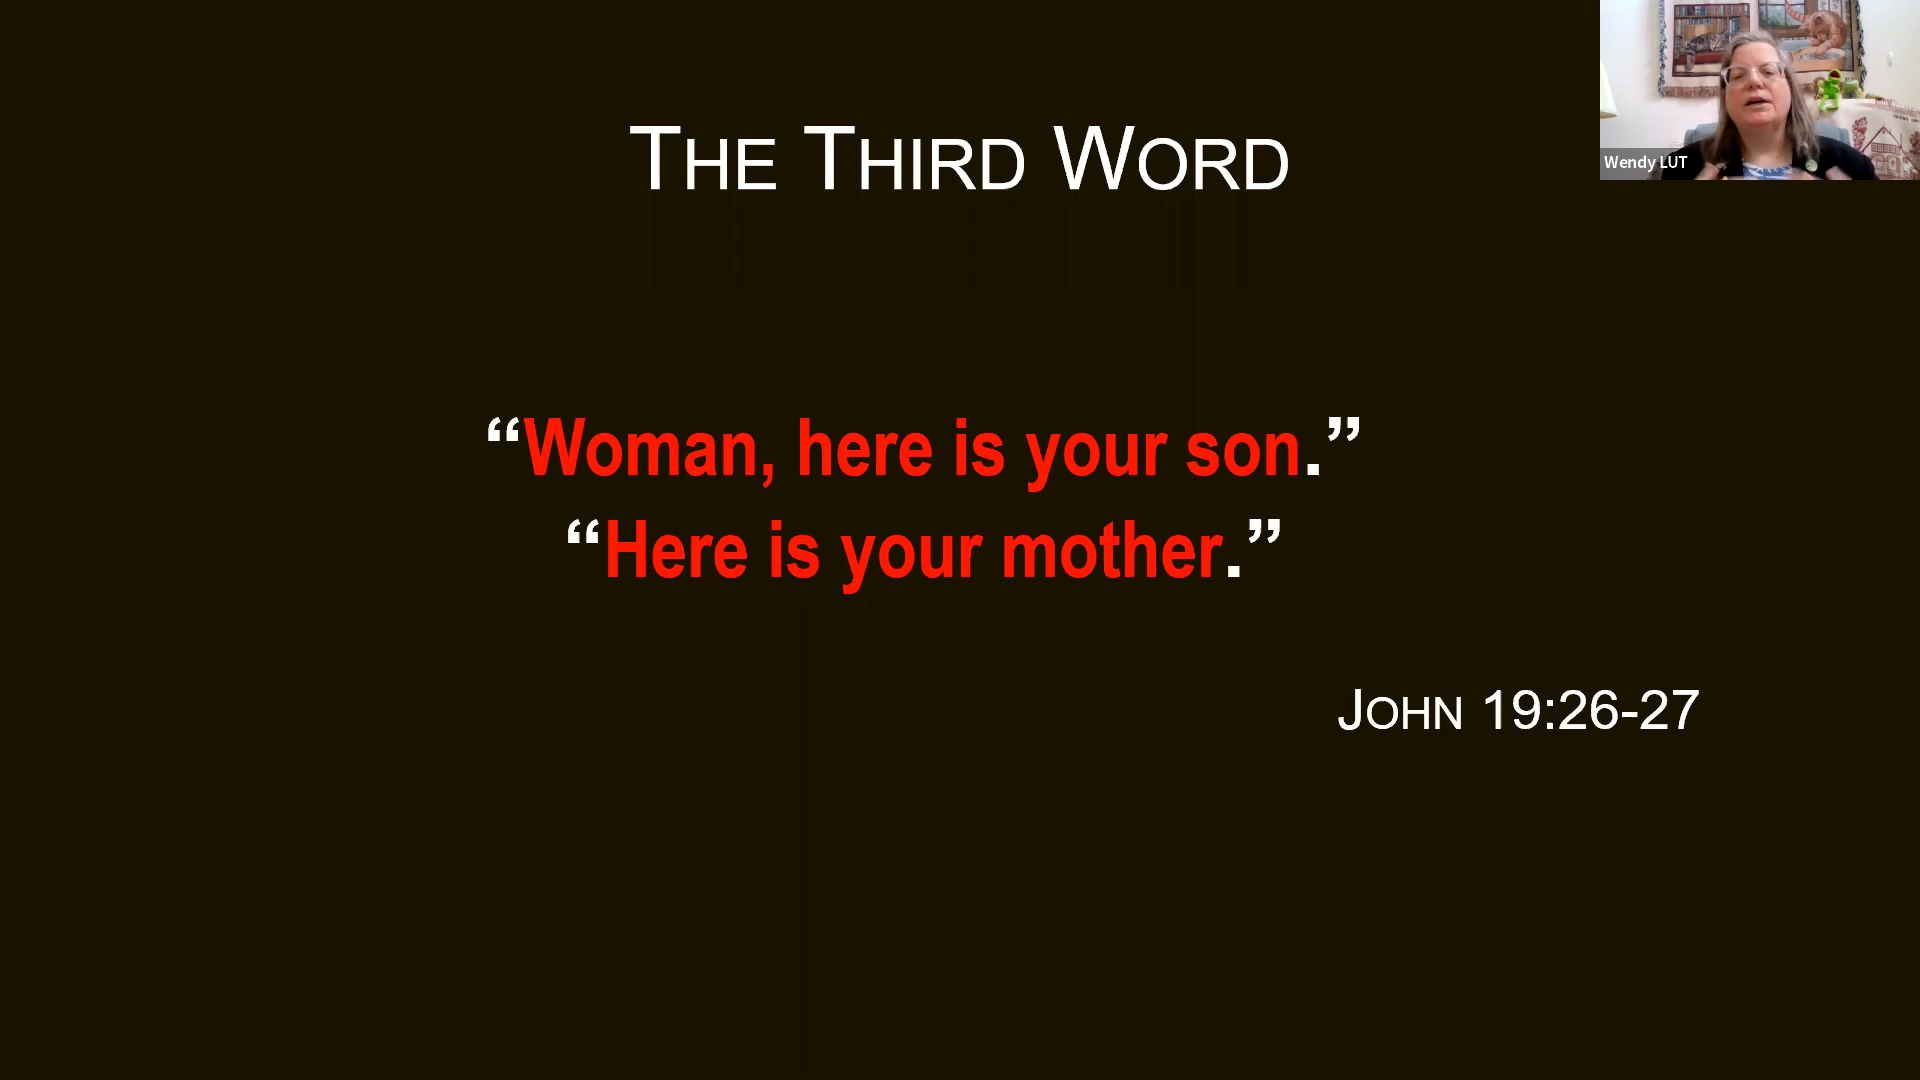 THE THIRD WORD
Wendy LUT
“Woman, here is your son.”
“Here is your mother.”
JOHN 19:26-27